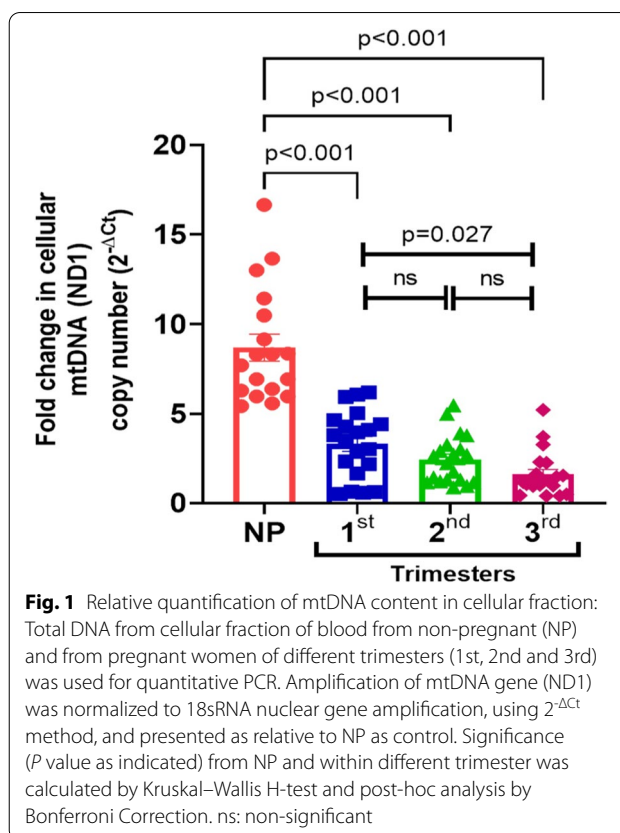 p<0.001
p<0.001
p<0.001
p=0.027
ns
ns
Fold change in cellular
mtDNA (ND1)
copy number (2^-ΔCt)
20
15
10
5
0
NP 1st 2nd 3rd
Trimesters
Fig. 1 Relative quantification of mtDNA content in cellular fraction:
Total DNA from cellular fraction of blood from non-pregnant (NP)
and from pregnant women of different trimesters (1st, 2nd and 3rd)
was used for quantitative PCR. Amplification of mtDNA gene (ND1)
was normalized to 18sRNA nuclear gene amplification, using 2^-ΔCt
method, and presented as relative to NP as control. Significance
(P value as indicated) from NP and within different trimester was
calculated by Kruskal–Wallis H-test and post-hoc analysis by
Bonferroni Correction. ns: non-significant